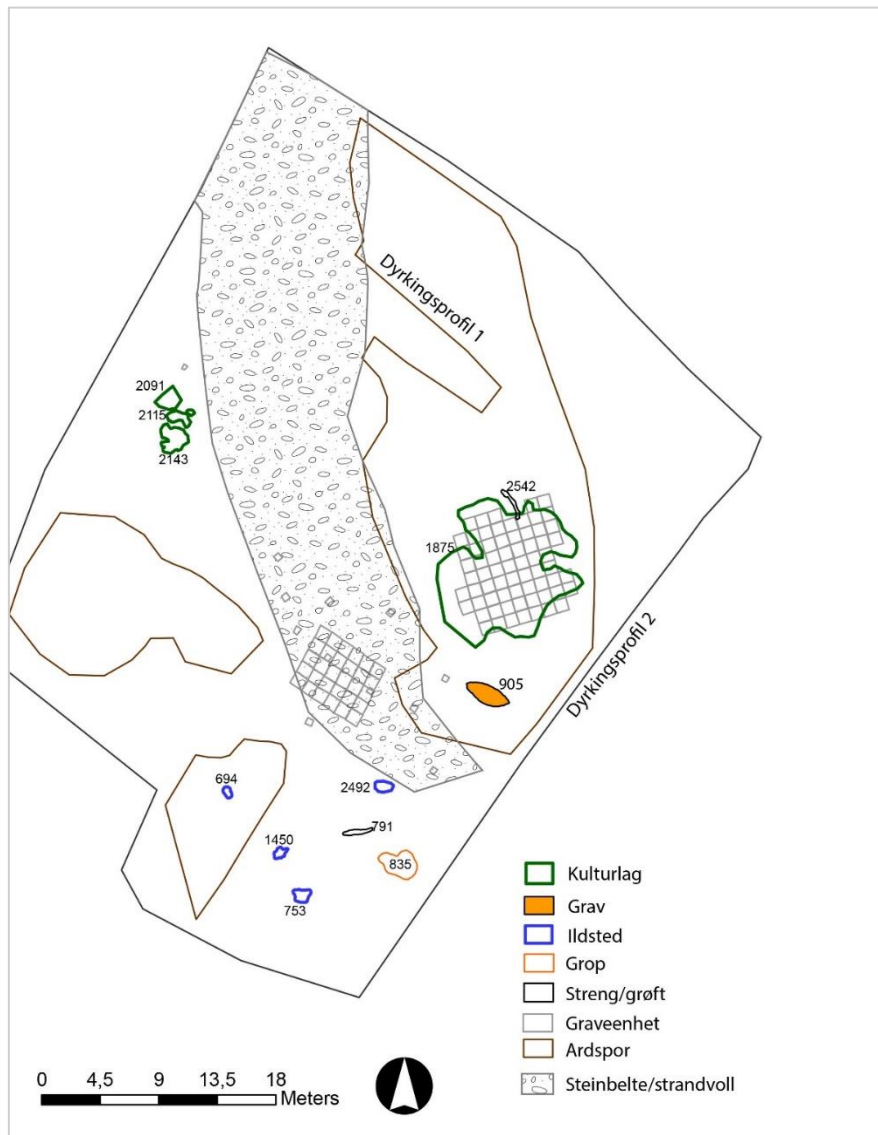 Dyrkingsprofil 1
2091
2115
2143
2542
1875
905
Dyrkingsprofil 2
694
2492
791
1450
835
753
Kulturlag
Grav
Ildsted
Grop
Streng/grøft
Graveenhet
Ardspor
Steinbelte/strandvoll
0 4,5 9 13,5 18
Meters